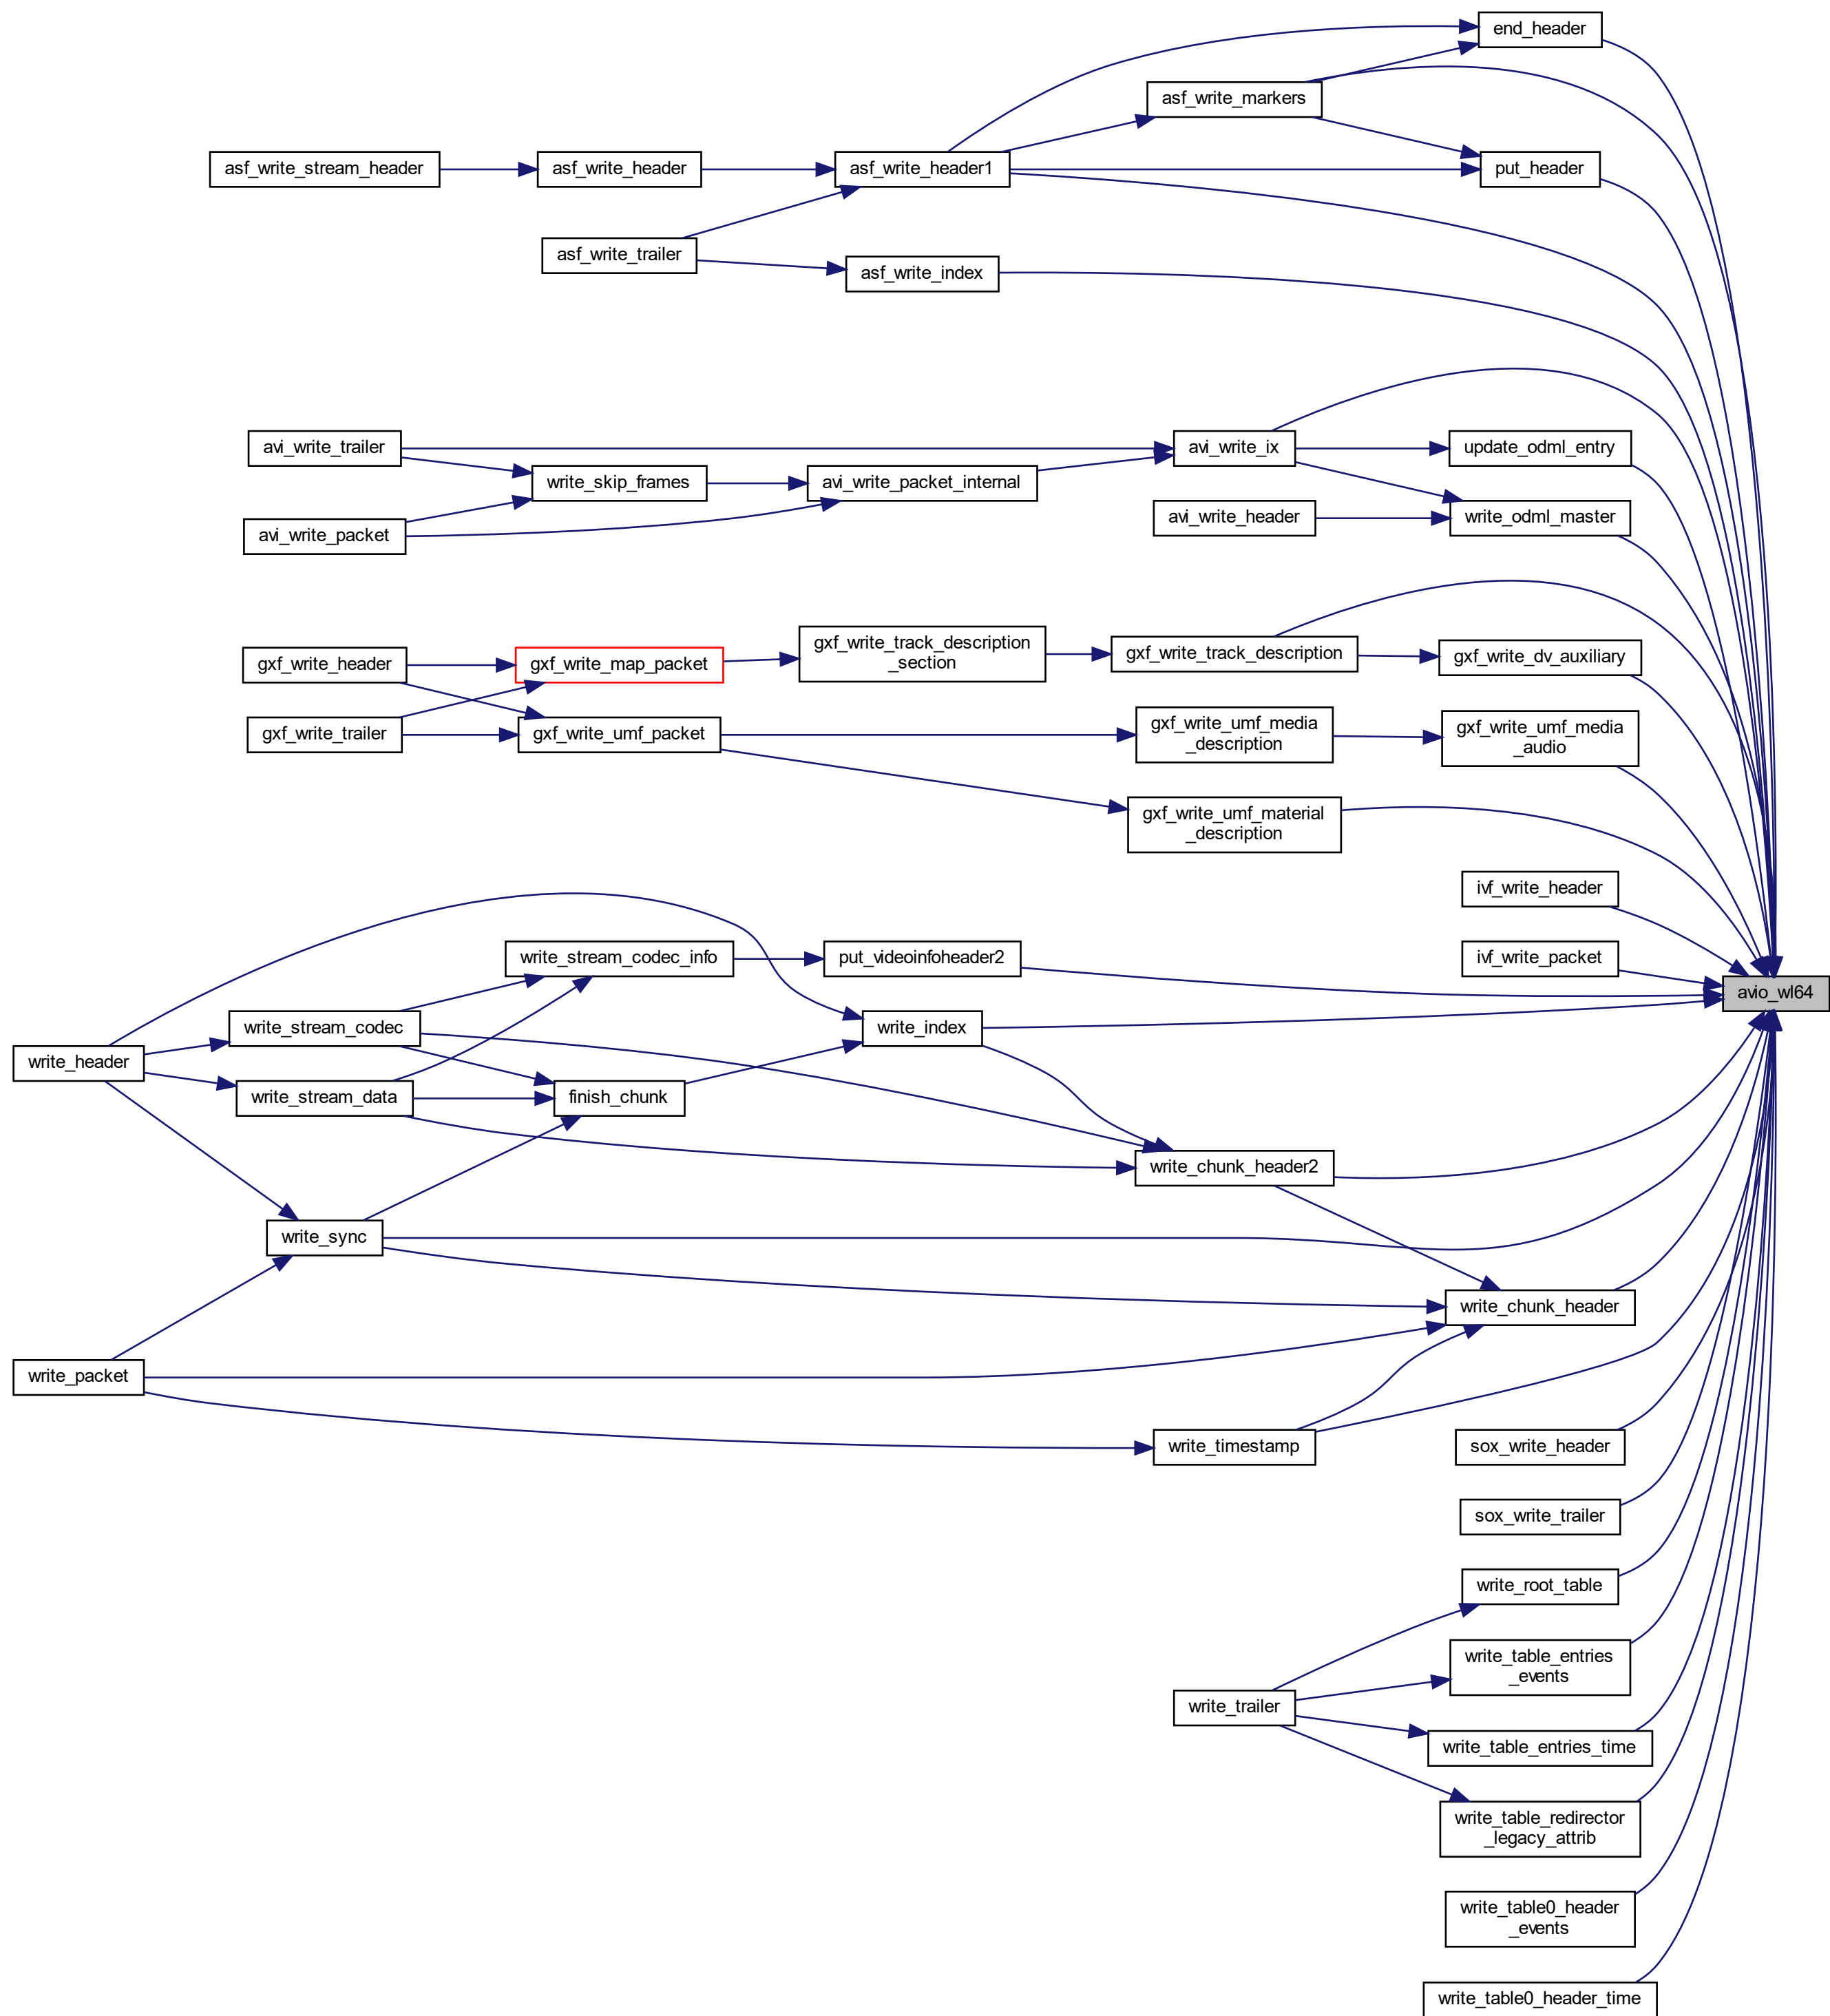 end_header
asf_write_markers
asf_write_stream_header
asf_write_header
asf_write_header1
put_header
asf_write_trailer
asf_write_index
avi_write_trailer
avi_write_ix
update_odml_entry
write_skip_frames
avi_write_packet_internal
avi_write_packet
avi_write_header
write_odml_master
gxf_write_header
gxf_write_map_packet
gxf_write_track_description
_section
gxf_write_track_description
gxf_write_dv_auxiliary
gxf_write_trailer
gxf_write_umf_packet
gxf_write_umf_media
_description
gxf_write_umf_media
_audio
gxf_write_umf_material
_description
ivf_write_header
write_stream_codec_info
put_videoinfoheader2
ivf_write_packet
avio_wl64
write_stream_codec
write_index
write_header
write_stream_data
finish_chunk
write_chunk_header2
write_sync
write_chunk_header
write_packet
write_timestamp
sox_write_header
sox_write_trailer
write_root_table
write_table_entries
_events
write_trailer
write_table_entries_time
write_table_redirector
_legacy_attrib
write_table0_header
_events
write_table0_header_time